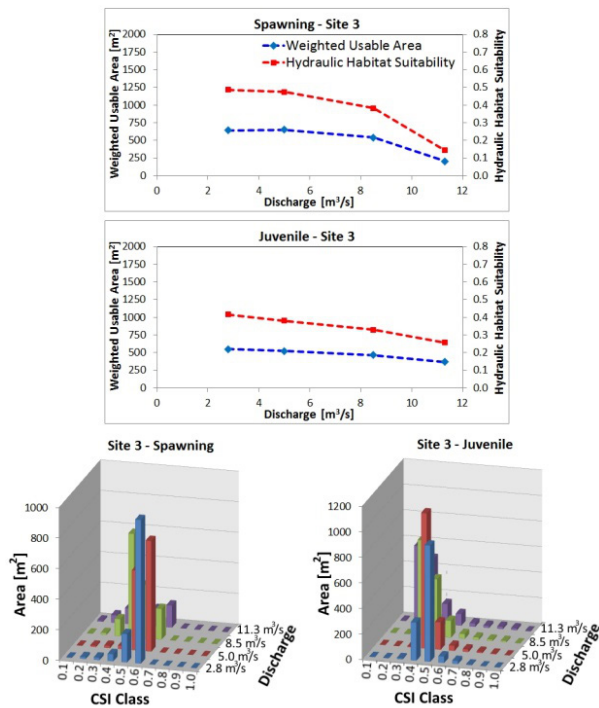 Spawning - Site 3
Weighted Usable Area
Hydraulic Habitat Suitability
Weighted Usable Area [m²]
2000
1750
1500
1250
1000
750
500
250
0
0.8
0.7
0.6
0.5
0.4
0.3
0.2
0.1
0.0
Hydraulic Habitat Suitability
0 2 4 6 8 10 12
Discharge [m³/s]
Juvenile - Site 3
Weighted Usable Area [m²]
2000
1750
1500
1250
1000
750
500
250
0
0.8
0.7
0.6
0.5
0.4
0.3
0.2
0.1
0.0
Hydraulic Habitat Suitability
0 2 4 6 8 10 12
Discharge [m³/s]
Site 3 - Spawning
Area [m²]
1000
800
600
400
200
0
0.1 0.2 0.3 0.4 0.5 0.6 0.7 0.8 0.9 1.0
CSI Class
11.3 m³/s
8.5 m³/s
5.0 m³/s
2.8 m³/s
Discharge
Site 3 - Juvenile
Area [m²]
1200
1000
800
600
400
200
0
0.1 0.2 0.3 0.4 0.5 0.6 0.7 0.8 0.9 1.0
CSI Class
11.3 m³/s
8.5 m³/s
5.0 m³/s
2.8 m³/s
Discharge